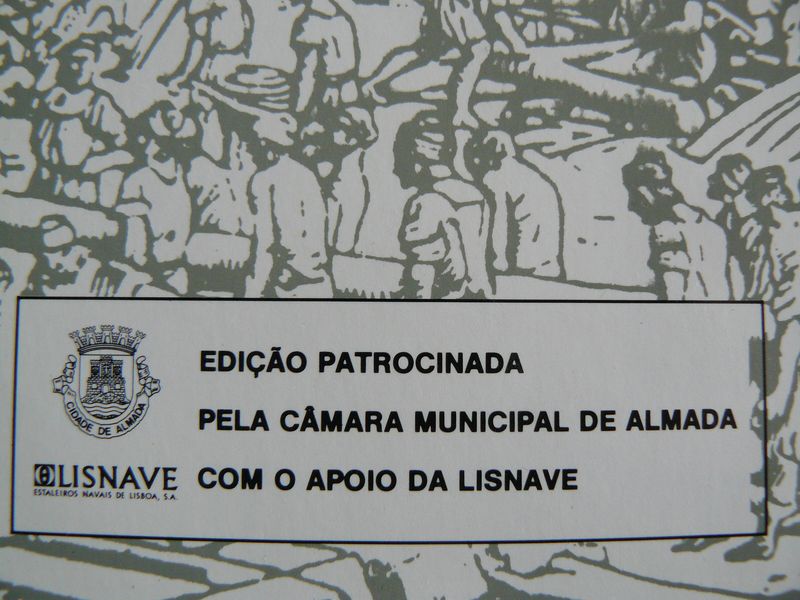 EDIÇÃO PATROCINADA
PELA CÂMARA MUNICIPAL DE ALMADA
COM O APOIO DA LISNAVE
CIDADE DE ALMADA
LISNAVE
ESTALEIROS NAVAIS DE LISBOA, S.A.